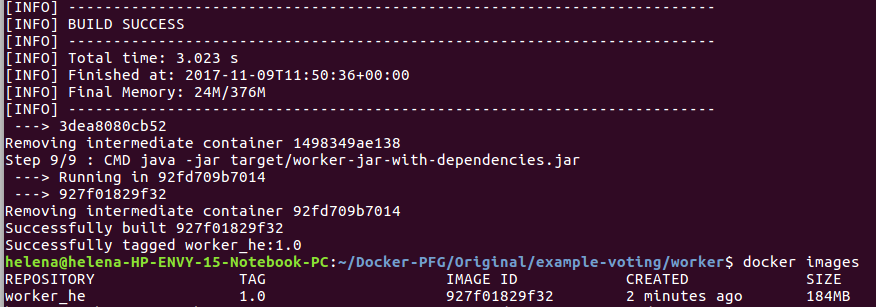 [INFO] ------------------------------------------------------------------------
[INFO] BUILD SUCCESS
[INFO] ------------------------------------------------------------------------
[INFO] Total time: 3.023 s
[INFO] Finished at: 2017-11-09T11:50:36+00:00
[INFO] Final Memory: 24M/376M
[INFO] ------------------------------------------------------------------------
 ---> 3dea8080cb52
Removing intermediate container 1498349ae138
Step 9/9 : CMD java -jar target/worker-jar-with-dependencies.jar
 ---> Running in 92fd709b7014
 ---> 927f01829f32
Removing intermediate container 92fd709b7014
Successfully built 927f01829f32
Successfully tagged worker_he:1.0
helena@helena-HP-ENVY-15-Notebook-PC:~/Docker-PFG/Original/example-voting/worker$ docker images
REPOSITORY TAG IMAGE ID CREATED SIZE
worker_he 1.0 927f01829f32 2 minutes ago 184MB